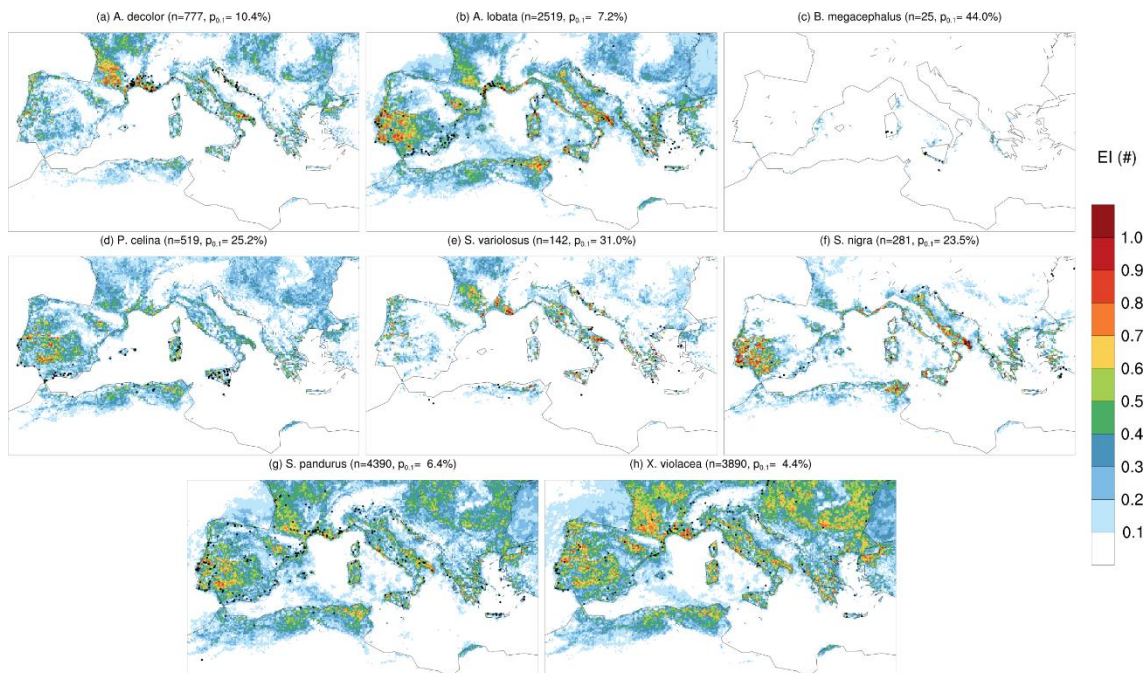 (a) A. decolor (n=777, p0.1= 10.4%)
(b) A. lobata (n=2519, p0.1= 7.2%)
(c) B. megacephalus (n=25, p0.1= 44.0%)
EI (#)
(d) P. celina (n=519, p0.1= 25.2%)
(e) S. variolosus (n=142, p0.1= 31.0%)
(f) S. nigra (n=281, p0.1= 23.5%)
1.0
0.9
0.8
0.7
0.6
0.5
0.4
0.3
0.2
0.1
(g) S. pandurus (n=4390, p0.1= 6.4%)
(h) X. violacea (n=3890, p0.1= 4.4%)